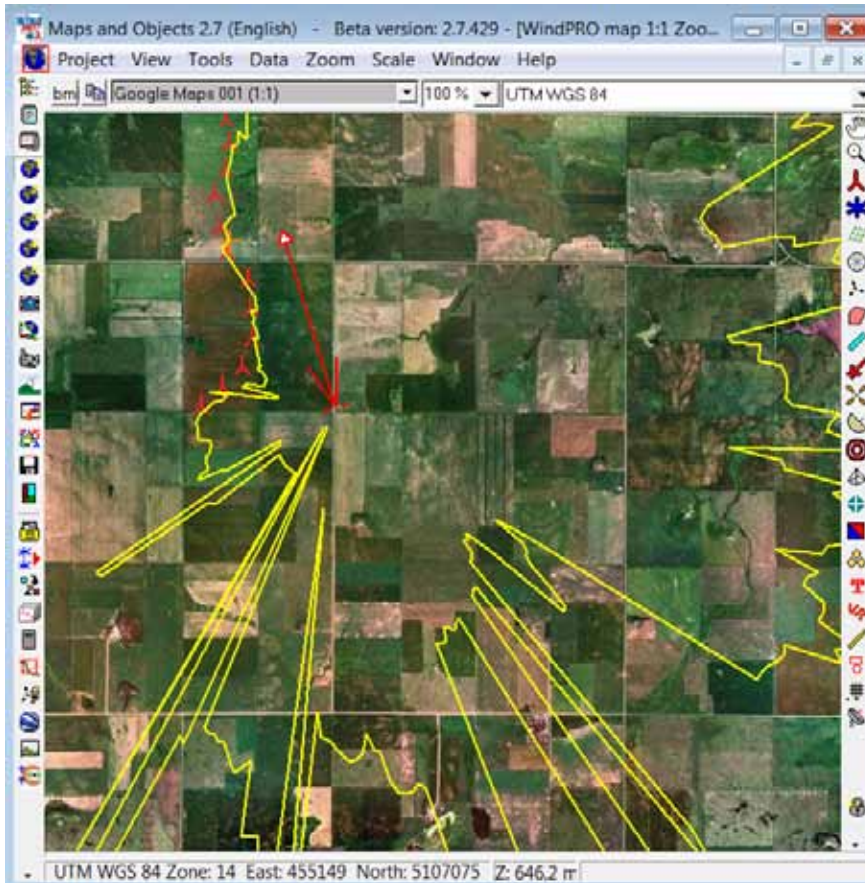 Maps and Objects 2.7 (English) - Beta version: 2.7.429 - [WindPRO map 1:1 Zoo...
Project View Tools Data Zoom Scale Window Help
bmi Google Maps 001 (1:1) 100 % UTM WGS 84
UTM WGS 84 Zone: 14 East: 455149 North: 5107075 Z: 646,2 m